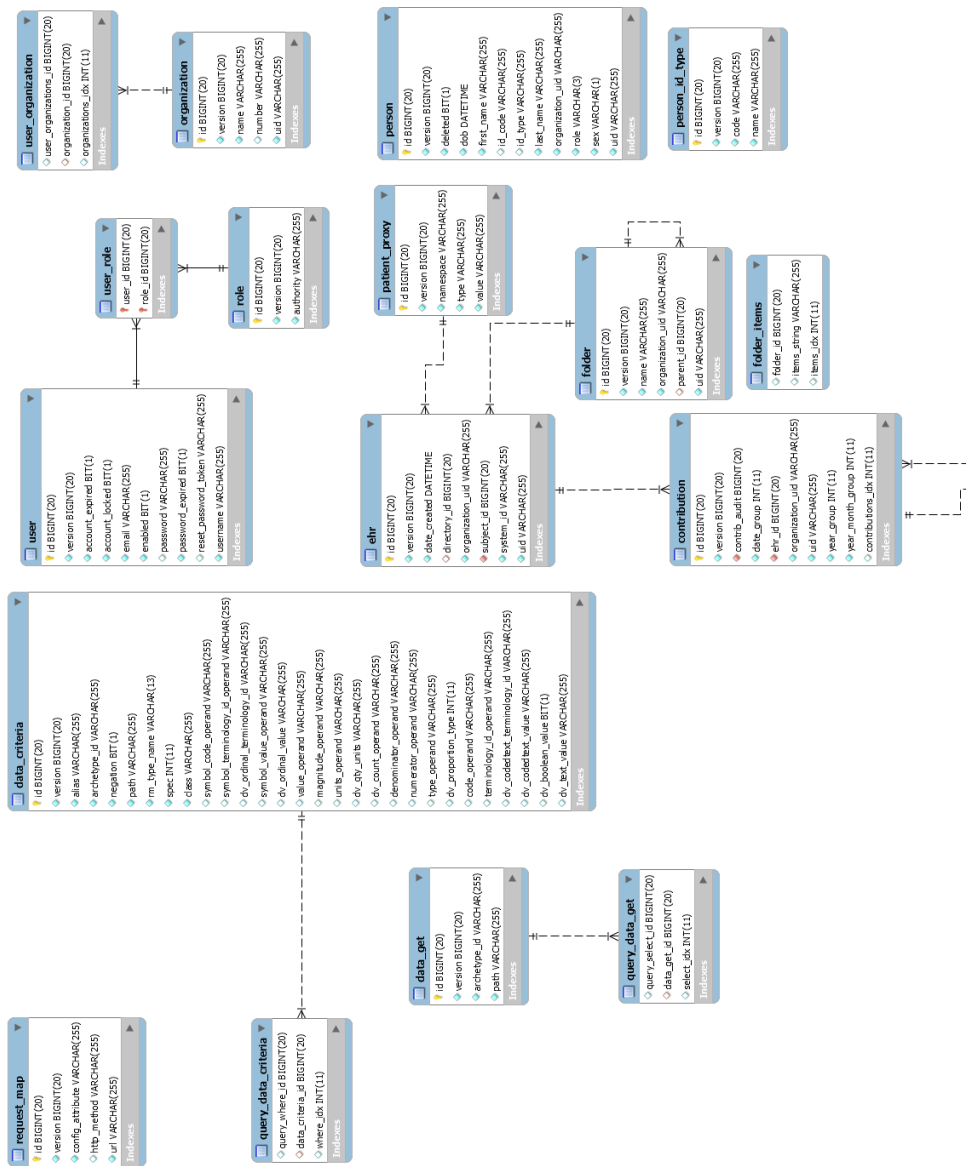 request_map
id BIGINT(20)
version BIGINT(20)
config_attribute VARCHAR(255)
http_method VARCHAR(255)
url VARCHAR(255)
Indexes
query_data_criteria
query_where_id BIGINT(20)
data_criteria_id BIGINT(20)
where_idx INT(11)
Indexes
data_criteria
id BIGINT(20)
version BIGINT(20)
alias VARCHAR(255)
archetype_id VARCHAR(255)
negation BIT(1)
path VARCHAR(255)
rm_type_name VARCHAR(13)
spec INT(11)
class VARCHAR(255)
symbol_code_operand VARCHAR(255)
symbol_terminology_id_operand VARCHAR(255)
dv_ordinal_terminology_id VARCHAR(255)
symbol_value_operand VARCHAR(255)
dv_ordinal_value VARCHAR(255)
value_operand VARCHAR(255)
magnitude_operand VARCHAR(255)
units_operand VARCHAR(255)
dv_qty_units VARCHAR(255)
dv_count_operand VARCHAR(255)
denominator_operand VARCHAR(255)
numerator_operand VARCHAR(255)
type_operand VARCHAR(255)
dv_proportion_type INT(11)
code_operand VARCHAR(255)
terminology_id_operand VARCHAR(255)
dv_codedtext_terminology_id VARCHAR(255)
dv_codedtext_value VARCHAR(255)
dv_boolean_value BIT(1)
dv_text_value VARCHAR(255)
Indexes
data_get
id BIGINT(20)
version BIGINT(20)
archetype_id VARCHAR(255)
path VARCHAR(255)
Indexes
query_data_get
query_select_id BIGINT(20)
data_get_id BIGINT(20)
select_idx INT(11)
Indexes
user
id BIGINT(20)
version BIGINT(20)
account_expired BIT(1)
account_locked BIT(1)
email VARCHAR(255)
enabled BIT(1)
password VARCHAR(255)
password_expired BIT(1)
reset_password_token VARCHAR(255)
username VARCHAR(255)
Indexes
user_role
user_id BIGINT(20)
role_id BIGINT(20)
Indexes
role
id BIGINT(20)
version BIGINT(20)
authority VARCHAR(255)
Indexes
user_organization
user_organizations_id BIGINT(20)
organization_id BIGINT(20)
organizations_idx INT(11)
Indexes
organization
id BIGINT(20)
version BIGINT(20)
name VARCHAR(255)
number VARCHAR(255)
uid VARCHAR(255)
Indexes
ehr
id BIGINT(20)
version BIGINT(20)
date_created DATETIME
directory_id BIGINT(20)
organization_uid VARCHAR(255)
subject_id BIGINT(20)
system_id VARCHAR(255)
uid VARCHAR(255)
Indexes
patient_proxy
id BIGINT(20)
version BIGINT(20)
namespace VARCHAR(255)
type VARCHAR(255)
value VARCHAR(255)
Indexes
person
id BIGINT(20)
version BIGINT(20)
deleted BIT(1)
dob DATETIME
first_name VARCHAR(255)
id_code VARCHAR(255)
id_type VARCHAR(255)
last_name VARCHAR(255)
organization_uid VARCHAR(255)
role VARCHAR(3)
sex VARCHAR(1)
uid VARCHAR(255)
Indexes
folder
id BIGINT(20)
version BIGINT(20)
name VARCHAR(255)
organization_uid VARCHAR(255)
parent_id BIGINT(20)
uid VARCHAR(255)
Indexes
person_id_type
id BIGINT(20)
version BIGINT(20)
code VARCHAR(255)
name VARCHAR(255)
Indexes
contribution
id BIGINT(20)
version BIGINT(20)
contrib_audit BIGINT(20)
date_group INT(11)
ehr_id BIGINT(20)
organization_uid VARCHAR(255)
uid VARCHAR(255)
year_group INT(11)
year_month_group INT(11)
contributions_idx INT(11)
Indexes
folder_items
folder_id BIGINT(20)
items_string VARCHAR(255)
items_idx INT(11)
Indexes